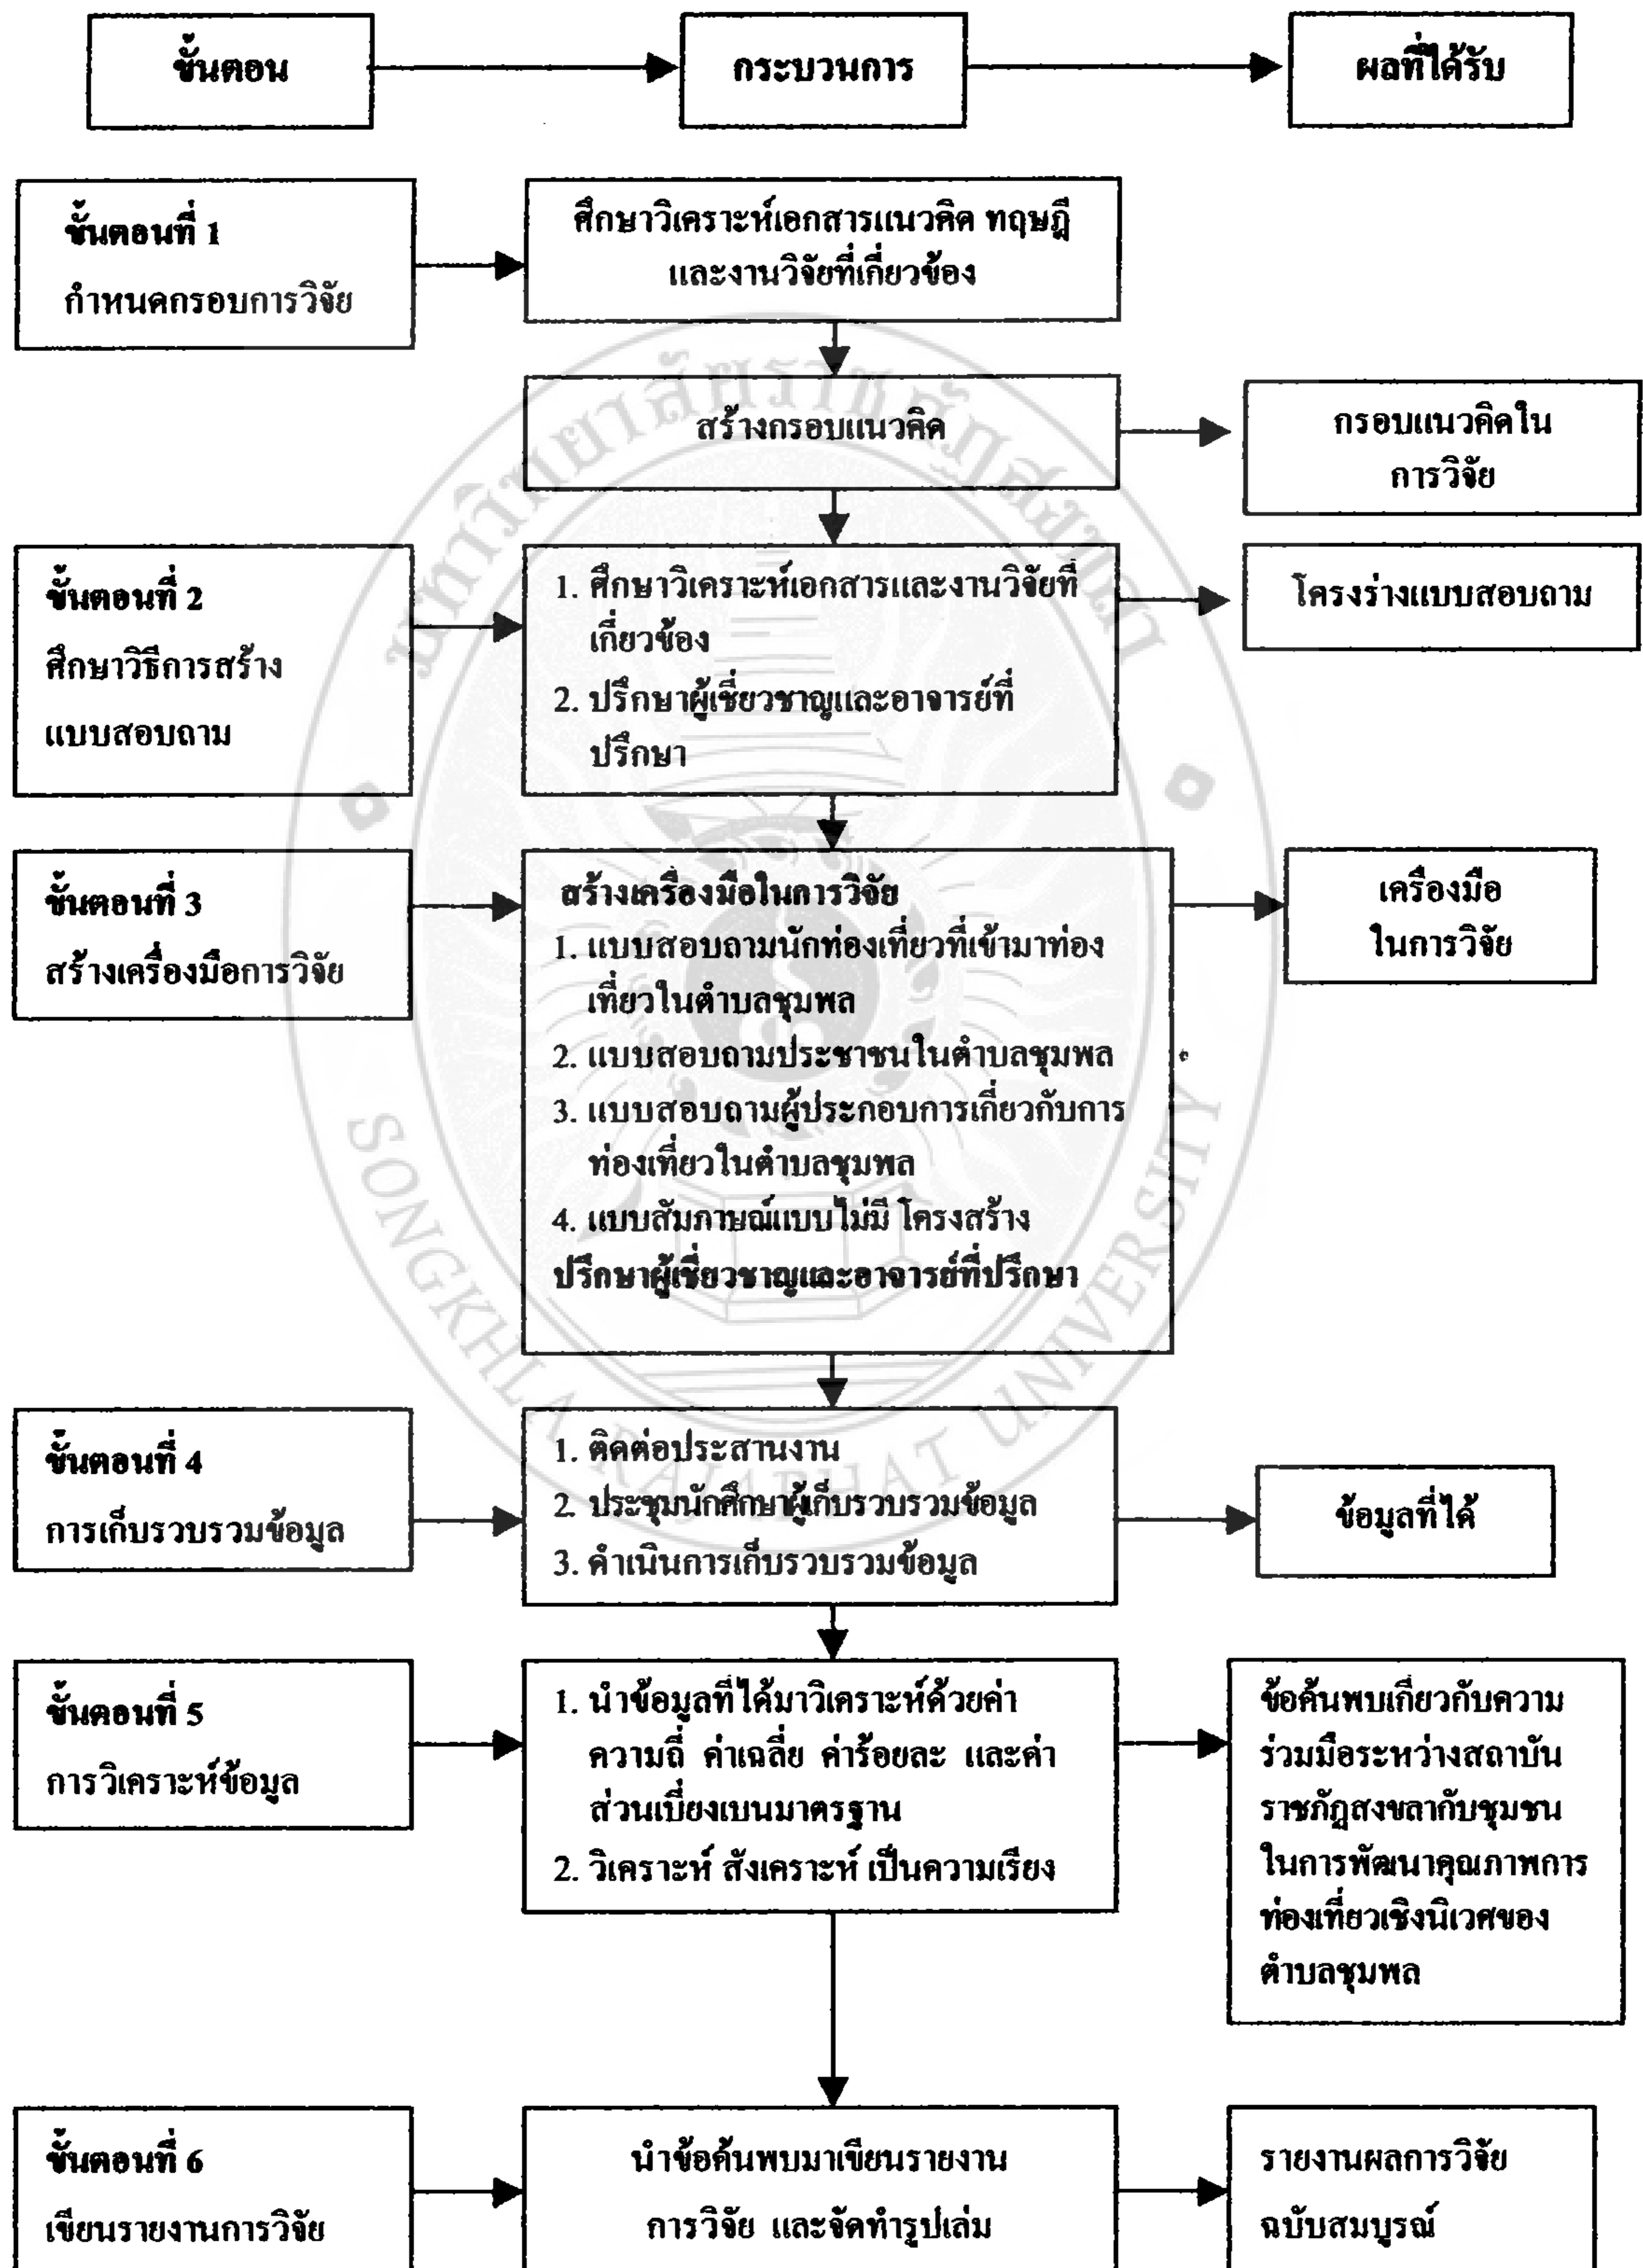 ขั้นตอน
กระบวนการ
ผลที่ได้รับ
ขั้นตอนที่ 1
กำหนดกรอบการวิจัย
ศึกษาวิเคราะห์เอกสารแนวคิด ทฤษฎี
และงานวิจัยที่เกี่ยวข้อง
สร้างกรอบแนวคิด
กรอบแนวคิดใน
การวิจัย
ขั้นตอนที่ 2
ศึกษาวิธีการสร้าง
แบบสอบถาม
1. ศึกษาวิเคราะห์เอกสารและงานวิจัยที่
เกี่ยวข้อง
2. ปรึกษาผู้เชี่ยวชาญและอาจารย์ที่
ปรึกษา
โครงร่างแบบสอบถาม
ขั้นตอนที่ 3
สร้างเครื่องมือการวิจัย
สร้างเครื่องมือในการวิจัย
1. แบบสอบถามนักท่องเที่ยวที่เข้ามาท่อง
เที่ยวในตำบลชุมพล
2. แบบสอบถามประชาชนในตำบลชุมพล
3. แบบสอบถามผู้ประกอบการเกี่ยวกับการ
ท่องเที่ยวในตำบลชุมพล
4. แบบสัมภาษณ์แบบไม่มี โครงสร้าง
ปรึกษาผู้เชี่ยวชาญและอาจารย์ที่ปรึกษา
เครื่องมือ
ในการวิจัย
ขั้นตอนที่ 4
การเก็บรวบรวมข้อมูล
1. ติดต่อประสานงาน
2. ประชุมนักศึกษาผู้เก็บรวบรวมข้อมูล
3. ดำเนินการเก็บรวบรวมข้อมูล
ข้อมูลที่ได้
ขั้นตอนที่ 5
การวิเคราะห์ข้อมูล
1. นำข้อมูลที่ได้มาวิเคราะห์ด้วยค่า
ความถี่ ค่าเฉลี่ย ค่าร้อยละ และค่า
ส่วนเบี่ยงเบนมาตรฐาน
2. วิเคราะห์ สังเคราะห์ เป็นความเรียง
ข้อค้นพบเกี่ยวกับความ
ร่วมมือระหว่างสถาบัน
ราชภัฏสงขลากับชุมชน
ในการพัฒนาคุณภาพการ
ท่องเที่ยวเชิงนิเวศของ
ตำบลชุมพล
ขั้นตอนที่ 6
เขียนรายงานการวิจัย
นำข้อค้นพบมาเขียนรายงาน
การวิจัย และจัดทำรูปเล่ม
รายงานผลการวิจัย
ฉบับสมบูรณ์
มหาวิทยาลัยราชภัฏสงขลา
SONGKHLA RAJABHAT UNIVERSITY